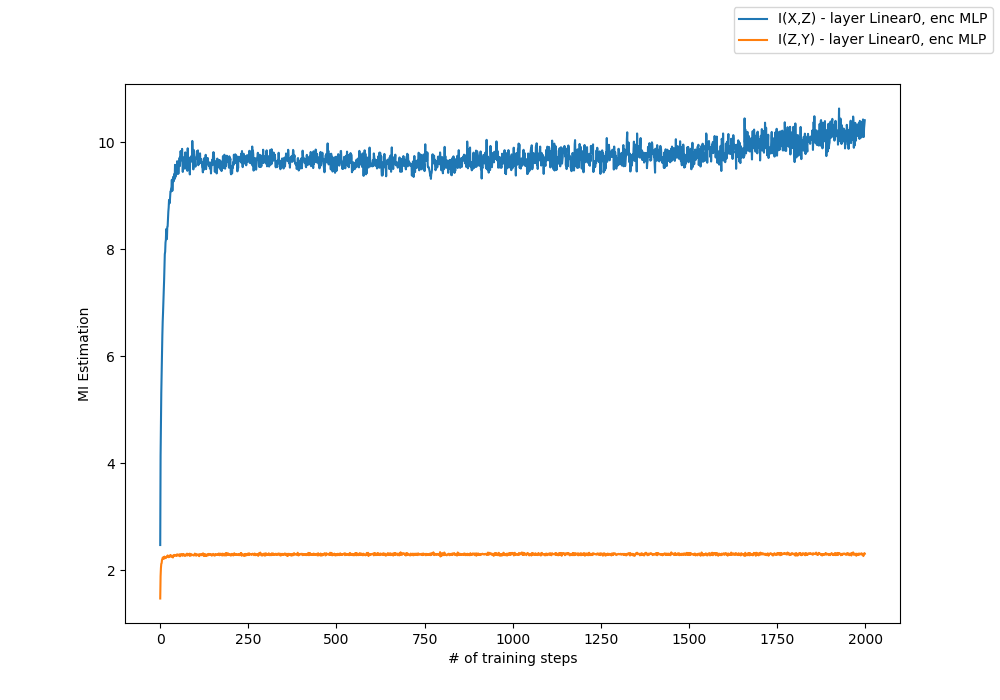 I(X,Z) - layer Linear0, enc MLP
I(Z,Y) - layer Linear0, enc MLP
10
8
6
4
2
MI Estimation
0 250 500 750 1000 1250 1500 1750 2000
# of training steps